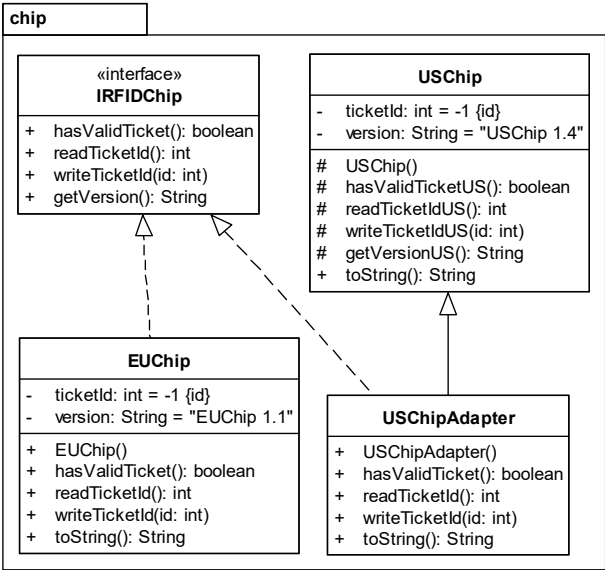 chip
«interface»
IRFIDChip
+ hasValidTicket(): boolean
+ readTicketId(): int
+ writeTicketId(id: int)
+ getVersion(): String
USChip
- ticketId: int = -1 {id}
- version: String = "USChip 1.4"
# USChip()
# hasValidTicketUS(): boolean
# readTicketIdUS(): int
# writeTicketIdUS(id: int)
# getVersionUS(): String
+ toString(): String
EUChip
- ticketId: int = -1 {id}
- version: String = "EUChip 1.1"
+ EUChip()
+ hasValidTicket(): boolean
+ readTicketId(): int
+ writeTicketId(id: int)
+ toString(): String
USChipAdapter
+ USChipAdapter()
+ hasValidTicket(): boolean
+ readTicketId(): int
+ writeTicketId(id: int)
+ toString(): String